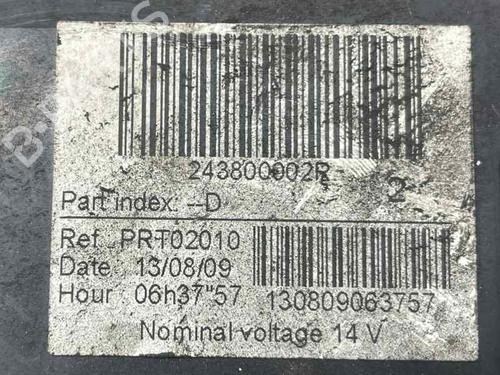 243800002R
2
Part index: --D
Ref PRT02010
Date 13/08/09
Hour 06h37"57
130809063757
Nominal voltage 14 V